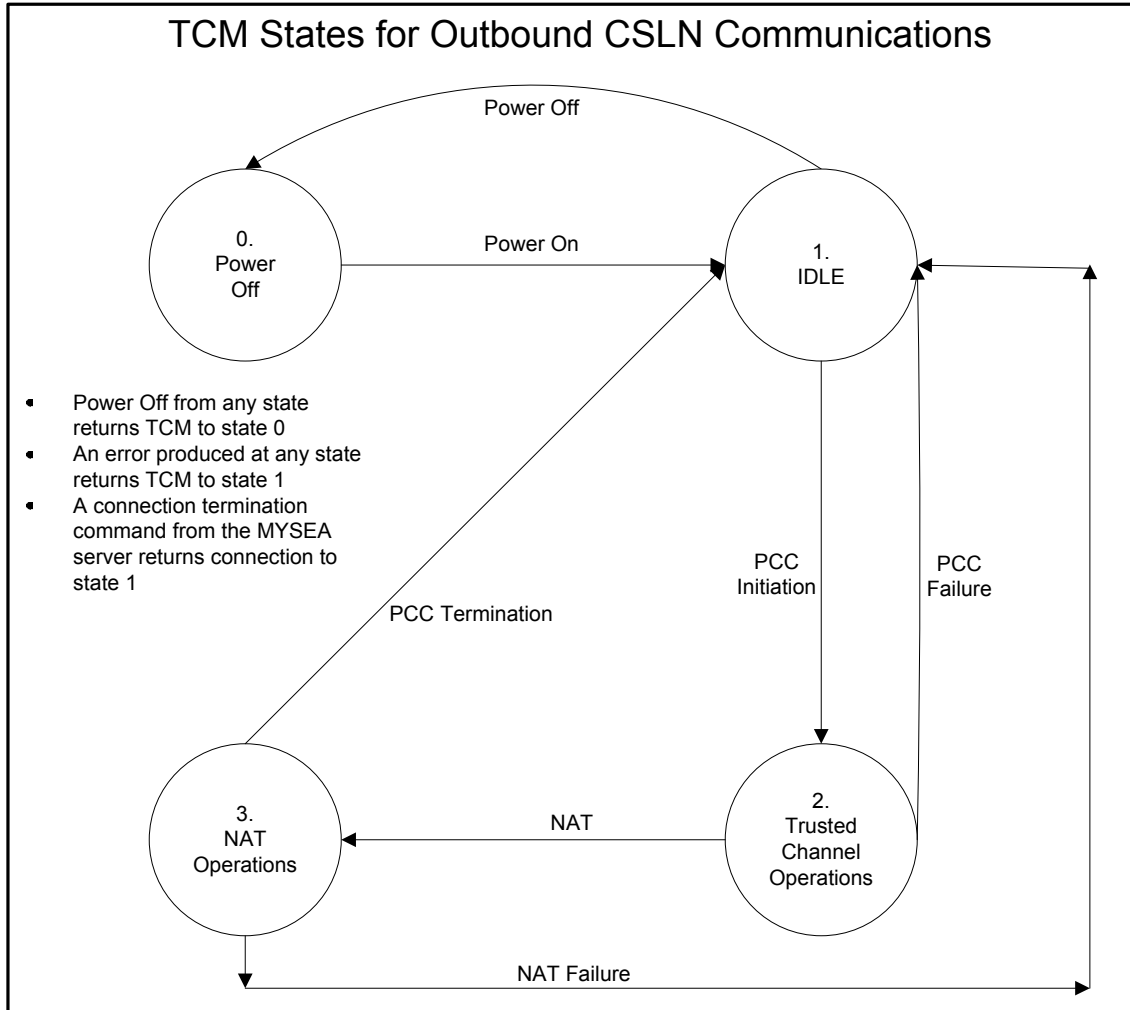 TCM States for Outbound CSLN Communications
Power Off
0.
Power
Off
Power On
1.
IDLE
• Power Off from any state
returns TCM to state 0
• An error produced at any state
returns TCM to state 1
• A connection termination
command from the MYSEA
server returns connection to
state 1
PCC
Initiation
PCC
Failure
PCC Termination
3.
NAT
Operations
NAT
2.
Trusted
Channel
Operations
NAT Failure